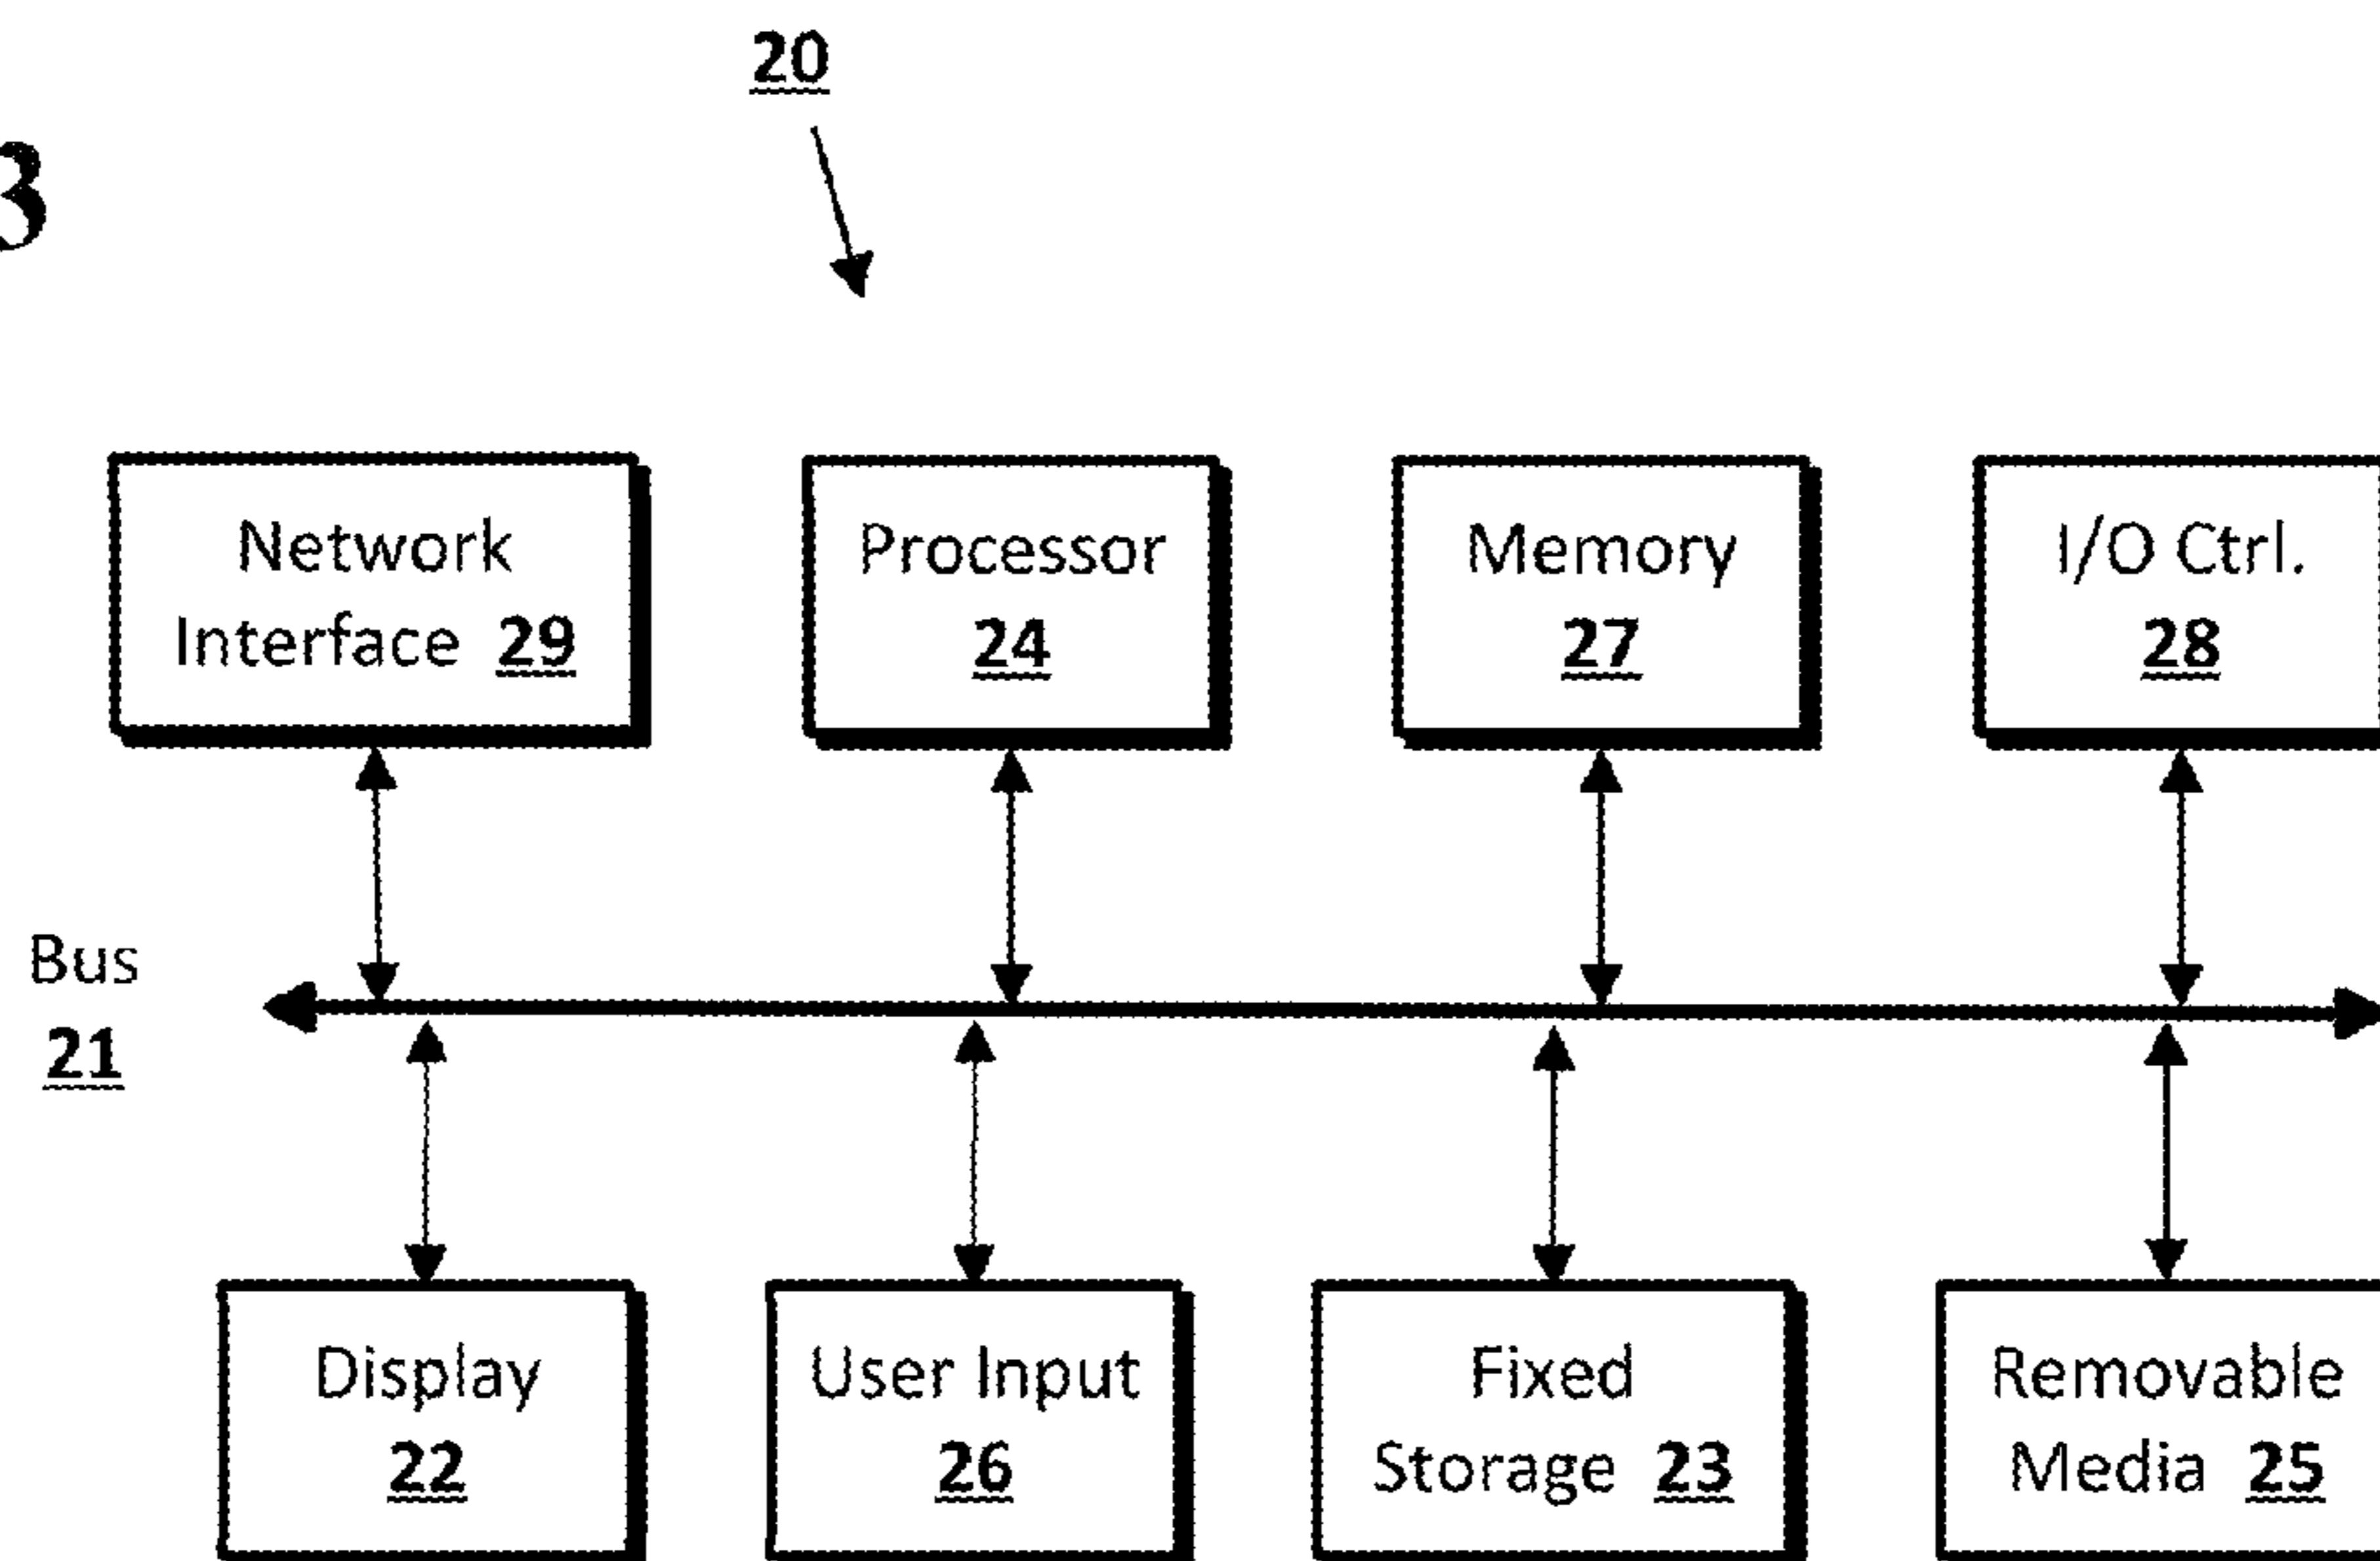 20
3
Network
Interface 29
Processor
24
Memory
27
I/O Ctrl.
28
Bus
21
Display
22
User Input
26
Fixed
Storage 23
Removable
Media 25